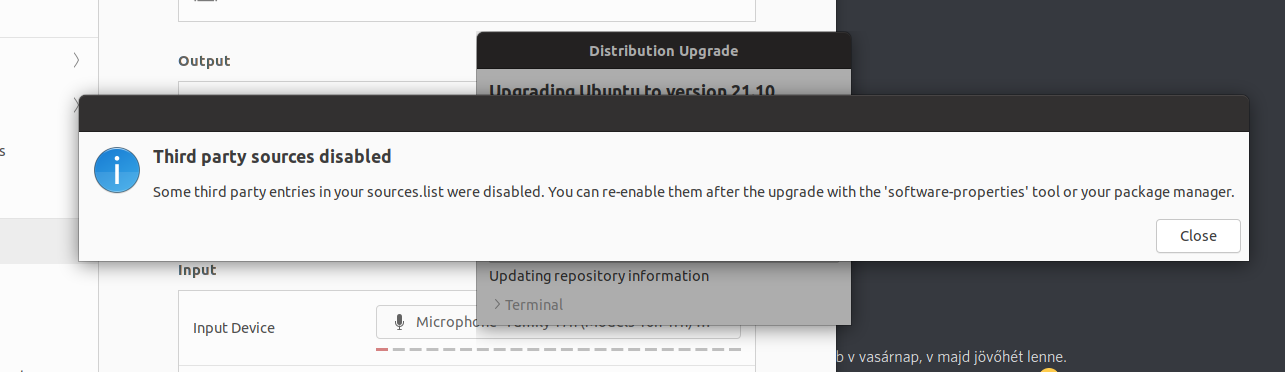 Output
Distribution Upgrade
Upgrading Ubuntu to version 21.10
Third party sources disabled
s
Some third party entries in your sources.list were disabled. You can re-enable them after the upgrade with the 'software-properties' tool or your package manager.
Close
Input
Updating repository information
Terminal
Input Device
Microphone
b v vasárnap, v majd jövőhét lenne.